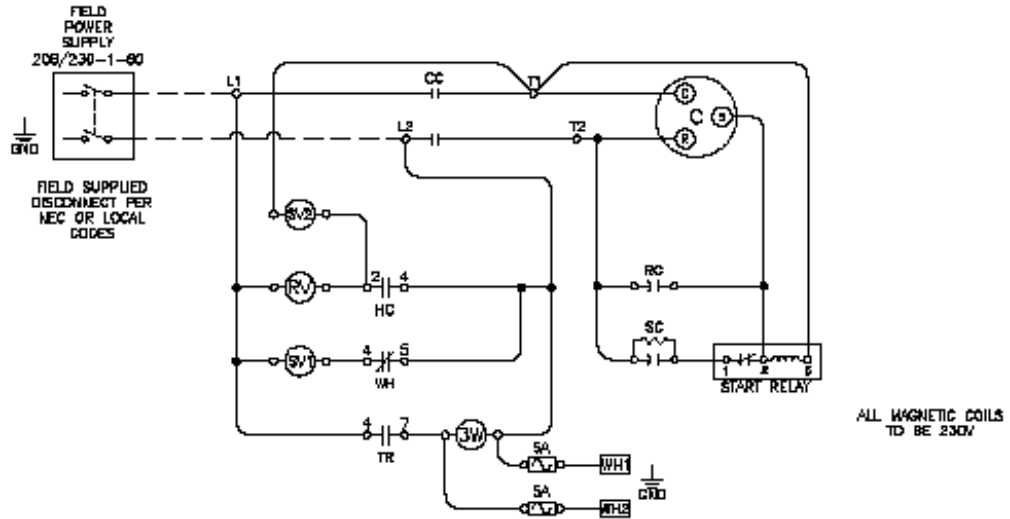 FIELD
POWER
SUPPLY
208/230-1-60
GND
FIELD SUPPLIED
DISCONNECT PER
NEC OR LOCAL
CODES
L1
CC
T1
C
C
S
R
L2
T2
SV2
RV
2
4
HC
RC
SV1
4
5
WH
SC
1
2
5
START RELAY
4
7
TR
3W
5A
WH1
GND
5A
WH2
ALL MAGNETIC COILS
TO BE 230V